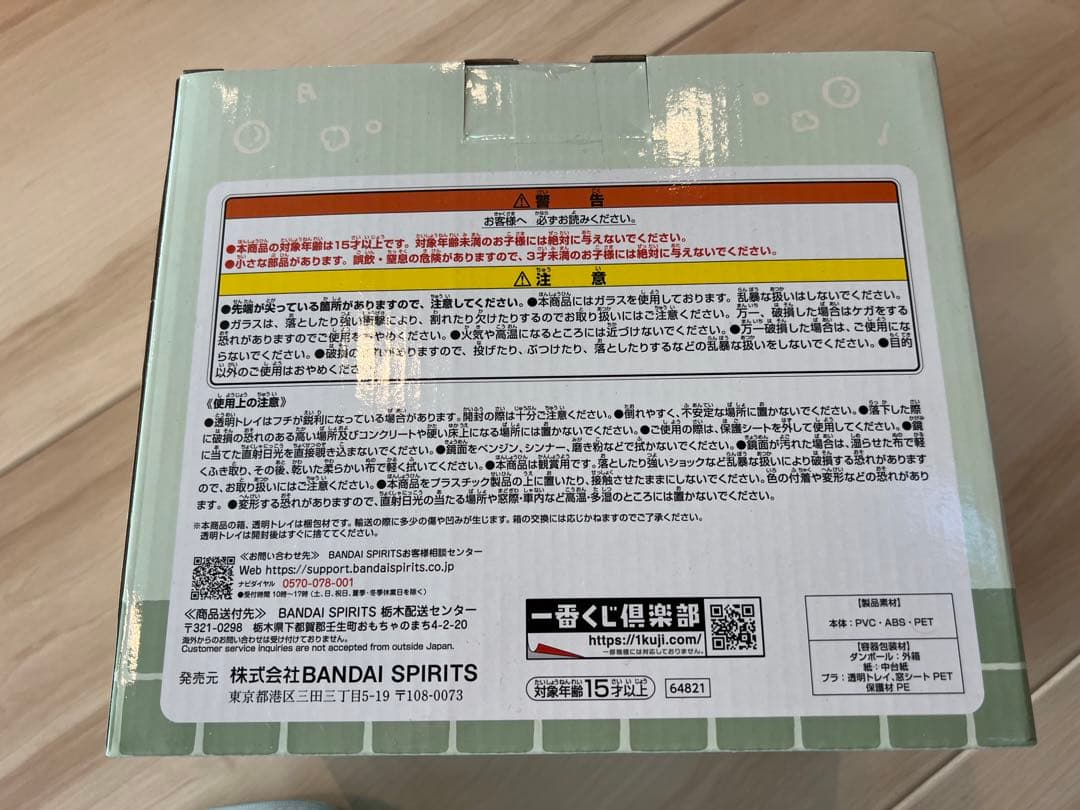 ⚠警告
お客様へ 必ずお読みください。
●本商品の対象年齢は15才以上です。対象年齢未満のお子様には絶対に与えないでください。
●小さな部品があります。誤飲・窒息の危険がありますので、3才未満のお子様には絶対に与えないでください。
⚠注意
●先端が尖っている箇所がありますので、注意してください。●本商品にはガラスを使用しております。乱暴な扱いはしないでください。
●ガラスは、落としたり強い衝撃により、割れたり欠けたりするのでお取り扱いにはご注意ください。万一、破損した場合はケガをする
恐れがありますのでご使用をおやめください。●火気や高温になるところには近づけないでください。●万一破損した場合は、ご使用にな
らないでください。●破損の がありますので、投げたり、ぶつけたり、落としたりするなどの乱暴な扱いをしないでください。●目的
以外のご使用はおやめくだ
《使用上の注意》
●透明トレイはフチが鋭利になっている場合があります。開封の際は十分ご注意ください。●倒れやすく、不安定な場所に置かないでください。●落下した際
に破損の恐れのある高い場所及びコンクリートや硬い床上になる場所には置かないでください。●ご使用の際は、保護シートを外して使用してください。●鏡
に当てた直射日光を直接覗き込まないでください。●鏡面をベンジン、シンナー、磨き粉などで拭かないでください。●鏡面が汚れた場合は、湿らせた布で軽
くふき取り、その後、乾いた柔らかい布で軽く拭いてください。●本商品は観賞用です。落としたり強いショックなど乱暴な扱いにより破損する恐れがあります
ので、お取り扱いにはご注意ください。●本商品をプラスチック製品の上に置いたり、接触させたままにしないでください。色の付着や変形などの恐れがあり
ます。●変形する恐れがありますので、直射日光の当たる場所や窓際・車内など高温・多湿のところには置かないでください。
※本商品の箱、透明トレイは梱包材です。輸送の際に多少の傷や凹みが生じます。箱の交換には応じかねますのでご了承ください。
透明トレイは開封後はすぐに捨ててください。
≪お問い合わせ先≫ BANDAI SPIRITSお客様相談センター
Web https://support.bandaispirits.co.jp
ナビダイヤル 0570-078-001
●受付時間 10時〜17時(土、日、祝日、夏季・冬季休業日を除く)
≪商品送付先≫ BANDAI SPIRITS 栃木配送センター
〒321-0298 栃木県下都賀郡壬生町おもちゃのまち4-2-20
海外からのお問い合わせは受け付けておりません。
Customer service inquiries are not accepted from outside Japan.
発売元 株式会社BANDAI SPIRITS
東京都港区三田三丁目5-19 〒108-0073
一番くじ倶楽部
https://1kuji.com/
一部機種には対応しておりません。
対象年齢15才以上
64821
【製品素材】
本体:PVC・ABS・PET
【容器包装材】
ダンボール:外箱
紙:中台紙
プラ:透明トレイ、窓シート PET
保護材 PE